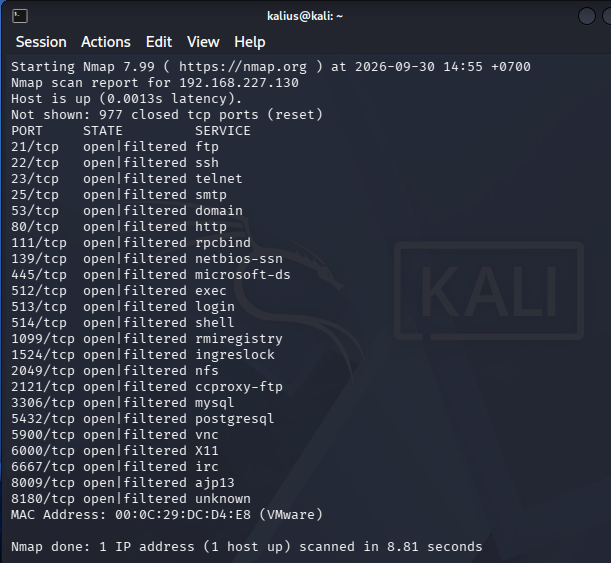 kalius@kali: ~
Session Actions Edit View Help
Starting Nmap 7.99 ( https://nmap.org ) at 2026-09-30 14:55 +0700
Nmap scan report for 192.168.227.130
Host is up (0.0013s latency).
Not shown: 977 closed tcp ports (reset)
PORT     STATE         SERVICE
21/tcp   open|filtered ftp
22/tcp   open|filtered ssh
23/tcp   open|filtered telnet
25/tcp   open|filtered smtp
53/tcp   open|filtered domain
80/tcp   open|filtered http
111/tcp  open|filtered rpcbind
139/tcp  open|filtered netbios-ssn
445/tcp  open|filtered microsoft-ds
512/tcp  open|filtered exec
513/tcp  open|filtered login
514/tcp  open|filtered shell
1099/tcp open|filtered rmiregistry
1524/tcp open|filtered ingreslock
2049/tcp open|filtered nfs
2121/tcp open|filtered ccproxy-ftp
3306/tcp open|filtered mysql
5432/tcp open|filtered postgresql
5900/tcp open|filtered vnc
6000/tcp open|filtered X11
6667/tcp open|filtered irc
8009/tcp open|filtered ajp13
8180/tcp open|filtered unknown
MAC Address: 00:0C:29:DC:D4:E8 (VMware)
Nmap done: 1 IP address (1 host up) scanned in 8.81 seconds
KALI